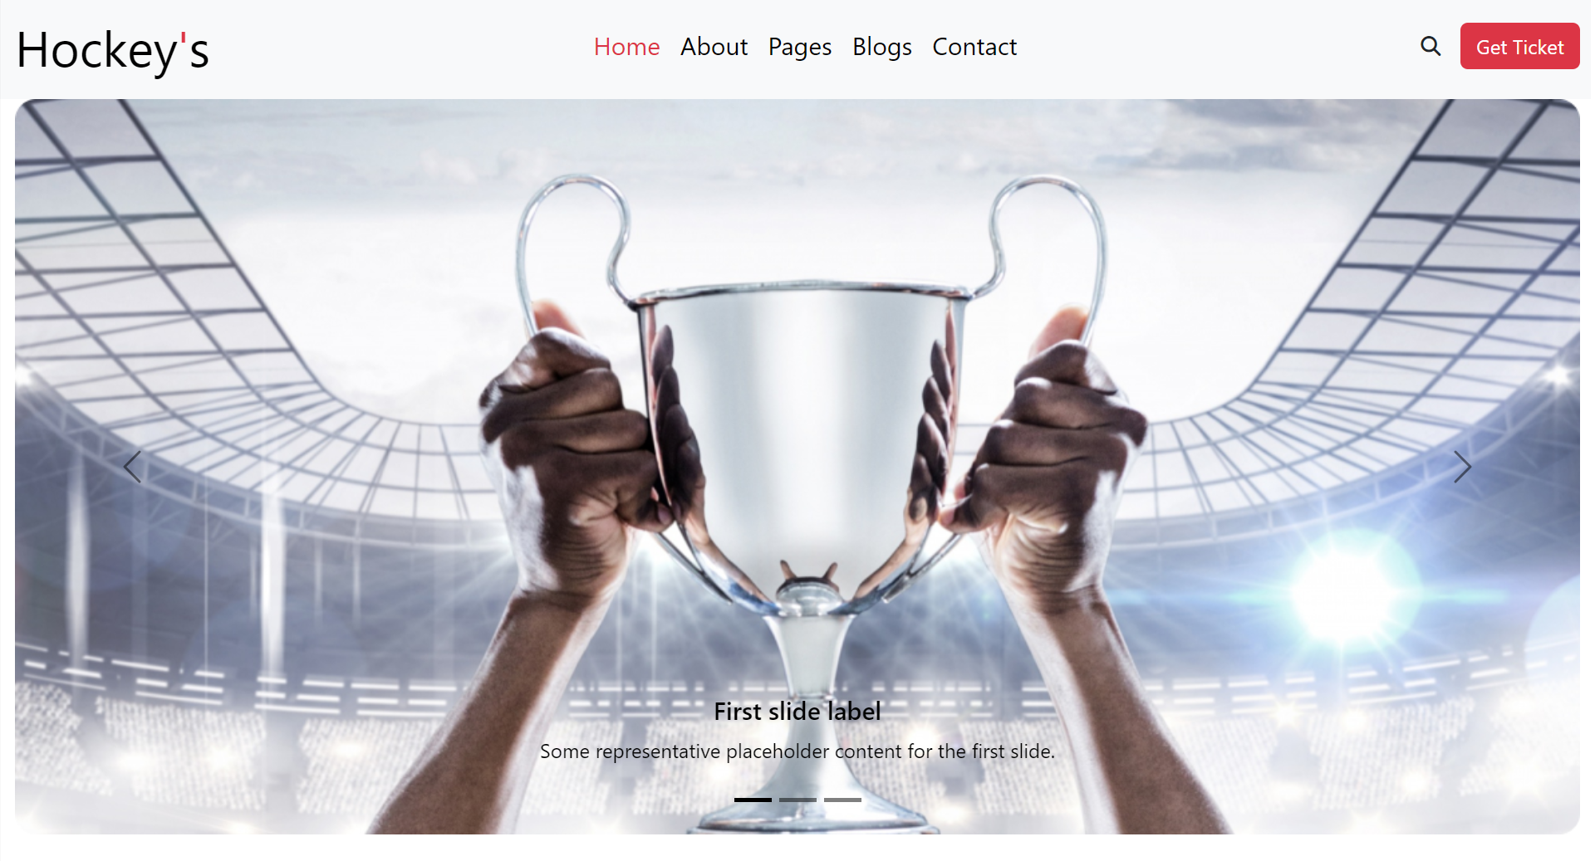 Hockey's
Home About Pages Blogs Contact
Get Ticket
First slide label
Some representative placeholder content for the first slide.